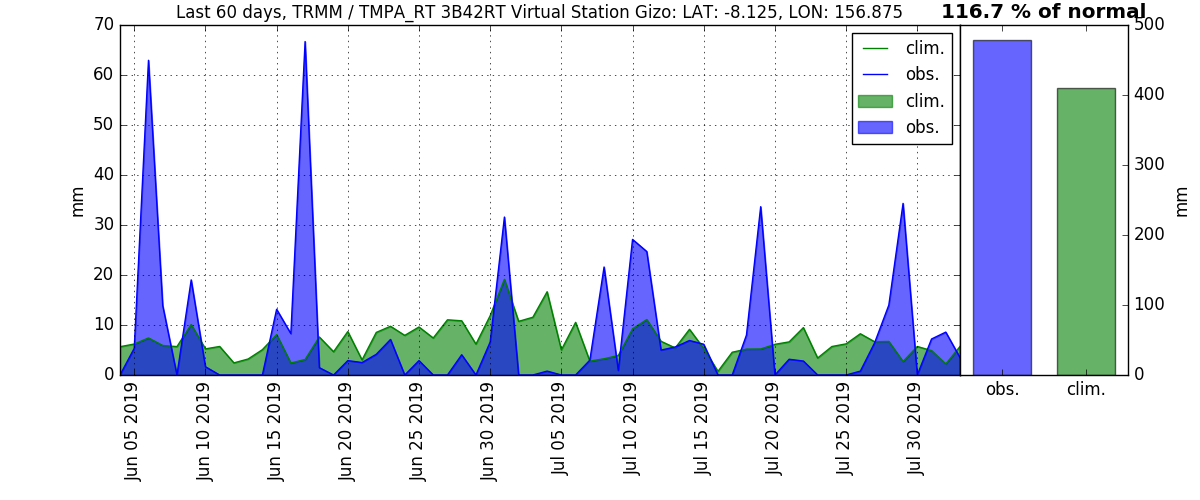 Last 60 days, TRMM / TMPA_RT 3B42RT Virtual Station Gizo: LAT: -8.125, LON: 156.875
116.7 % of normal
70
60
50
40
30
20
10
0
mm
clim.
obs.
clim.
obs.
Jun 05 2019
Jun 10 2019
Jun 15 2019
Jun 20 2019
Jun 25 2019
Jun 30 2019
Jul 05 2019
Jul 10 2019
Jul 15 2019
Jul 20 2019
Jul 25 2019
Jul 30 2019
500
400
300
200
100
0
mm
obs.
clim.